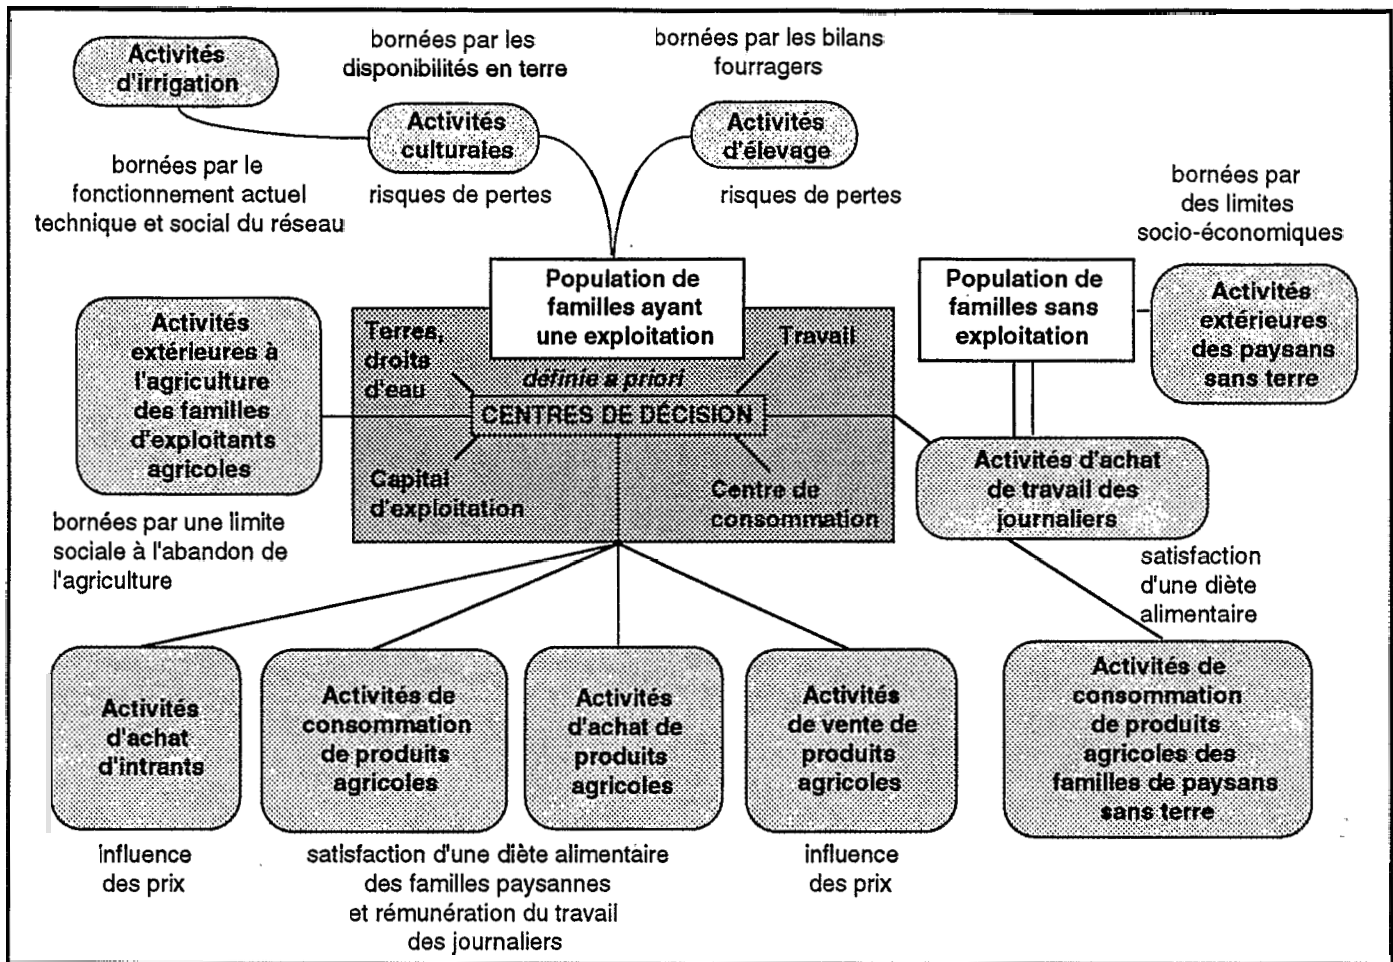 Activités
d'irrigation
bornées par les
disponibilités en terre
bornées par les bilans
fourragers
Activités
culturales
Activités
d'élevage
bornées par le
fonctionnement actuel
technique et social du réseau
risques de pertes
risques de pertes
bornées par
des limites
socio-économiques
Population de
familles ayant
une exploitation
Population de
familles sans
exploitation
Activités
extérieures
des paysans
sans terre
Activités
extérieures à
l'agriculture
des familles
d'exploitants
agricoles
Terres,
droits
d'eau
Travail
définie a priori
CENTRES DE DÉCISION
Capital
d'exploitation
Centre de
consommation
Activités d'achat
de travail des
journaliers
bornées par une limite
sociale à l'abandon de
l'agriculture
satisfaction
d'une diète
alimentaire
Activités
d'achat
d'intrants
Activités de
consommation
de produits
agricoles
Activités
d'achat de
produits
agricoles
Activités
de vente de
produits
agricoles
Activités de
consommation
de produits
agricoles des
familles de paysans
sans terre
influence
des prix
satisfaction d'une diète alimentaire
des familles paysannes
et rémunération du travail
des journaliers
influence
des prix